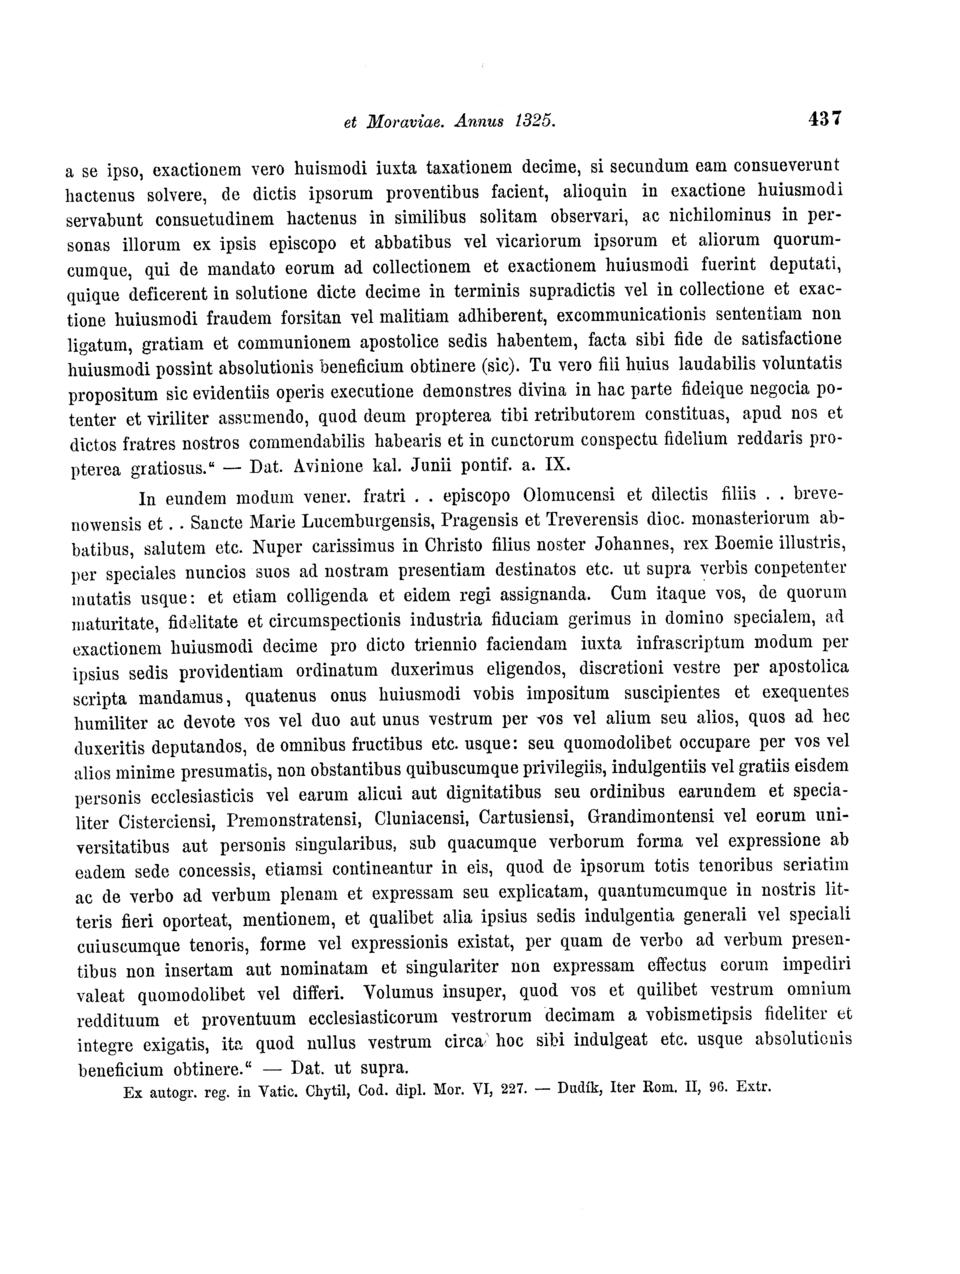 et Moraviae. Annus 1325. 437
a se ipso, exactionem vero huismodi iuxta taxationem decime, si secundum eam consueverunt
hactenus solvere, de dictis ipsorum proventibus facient, alioquin in exactione huiusmodi
servabunt consuetudinem hactenus in similibus solitam observari, ac nichilominus in per-
sonas illorum ex ipsis episcopo et abbatibus vel vicariorum ipsorum et aliorum quorum-
cumque, qui de mandato eorum ad collectionem et exactionem huiusmodi fuerint deputati,
quique deficerent in solutione dicte decime in terminis supradictis vel in collectione et exac-
tione huiusmodi fraudem forsitan vel malitiam adhiberent, excommunicationis sententiam non
ligatum, gratiam et communionem apostolice sedis habentem, facta sibi fide de satisfactione
huiusmodi possint absolutionis beneficium obtinere (sic). Tu vero fili huius laudabilis voluntatis
propositum sic evidentiis operis executione demonstres divina in hac parte fideique negocia po-
tenter et viriliter assumendo, quod deum propterea tibi retributorem constituas, apud nos et
dictos fratres nostros commendabilis habearis et in cunctorum conspectu fidelium reddaris pro-
pterea gratiosus.“ — Dat. Avinione kal. Junii pontif. a. IX.
In eundem modum vener. fratri . . episcopo Olomucensi et dilectis filiis . . breve-
nowensis et . . Sancte Marie Lucemburgensis, Pragensis et Treverensis dioc. monasteriorum ab-
batibus, salutem etc. Nuper carissimus in Christo filius noster Johannes, rex Boemie illustris,
per speciales nuncios suos ad nostram presentiam destinatos etc. ut supra verbis conpetenter
mutatis usque: et etiam colligenda et eidem regi assignanda. Cum itaque vos, de quorum
maturitate, fidelitate et circumspectionis industria fiduciam gerimus in domino specialem, ad
exactionem huiusmodi decime pro dicto triennio faciendam iuxta infrascriptum modum per
ipsius sedis providentiam ordinatum duxerimus eligendos, discretioni vestre per apostolica
scripta mandamus, quatenus onus huiusmodi vobis impositum suscipientes et exequentes
humiliter ac devote vos vel duo aut unus vestrum per vos vel alium seu alios, quos ad hec
duxeritis deputandos, de omnibus fructibus etc. usque: seu quomodolibet occupare per vos vel
alios minime presumatis, non obstantibus quibuscumque privilegiis, indulgentiis vel gratiis eisdem
personis ecclesiasticis vel earum alicui aut dignitatibus seu ordinibus earundem et specia-
liter Cisterciensi, Premonstratensi, Cluniacensi, Cartusiensi, Grandimontensi vel eorum uni-
versitatibus aut personis singularibus, sub quacumque verborum forma vel expressione ab
eadem sede concessis, etiamsi contineantur in eis, quod de ipsorum totis tenoribus seriatim
ac de verbo ad verbum plenam et expressam seu explicatam, quantumcumque in nostris lit-
teris fieri oporteat, mentionem, et qualibet alia ipsius sedis indulgentia generali vel speciali
cuiuscumque tenoris, forme vel expressionis existat, per quam de verbo ad verbum presen-
tibus non insertam aut nominatam et singulariter non expressam effectus eorum impediri
valeat quomodolibet vel differi. Volumus insuper, quod vos et quilibet vestrum omnium
reddituum et proventuum ecclesiasticorum vestrorum decimam a vobismetipsis fideliter et
integre exigatis, ita quod nullus vestrum circa hoc sibi indulgeat etc. usque absolutionis
beneficium obtinere.“ — Dat. ut supra.
Ex autogr. reg. in Vatic. Chytil, Cod. dipl. Mor. VI, 227. — Dudík, Iter Rom. II, 96. Extr.